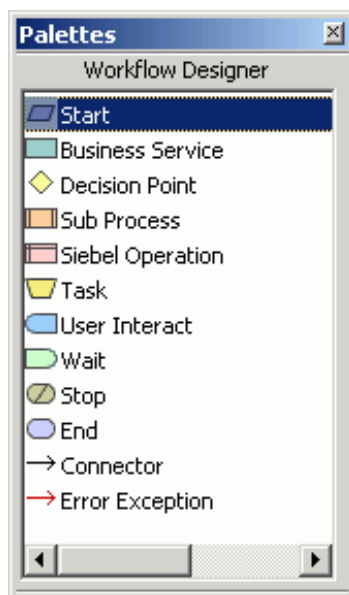 Palettes
Workflow Designer
Start
Business Service
Decision Point
Sub Process
Siebel Operation
Task
User Interact
Wait
Stop
End
Connector
Error Exception